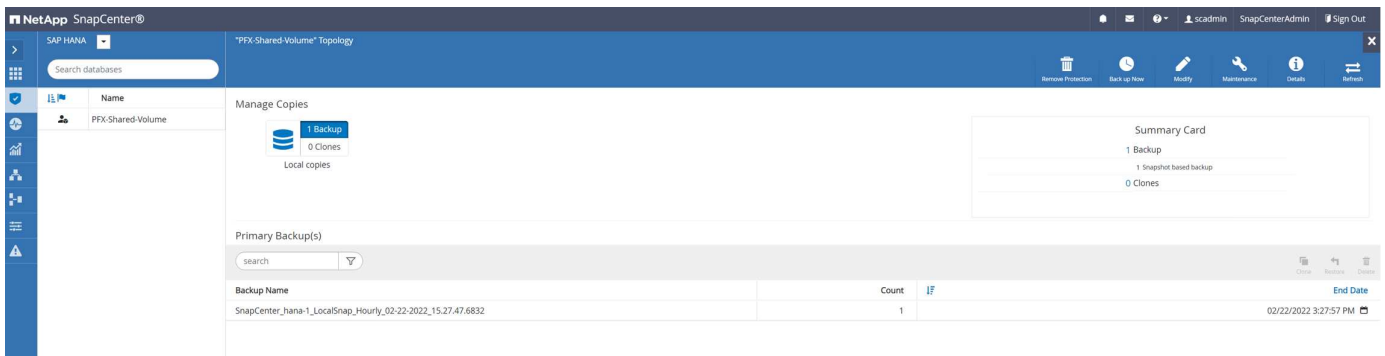 NetApp SnapCenter®
scadmin SnapCenterAdmin Sign Out
SAP HANA
"PFX-Shared-Volume" Topology
Search databases
Remove Protection Back up Now Modify Maintenance Details Refresh
Name
PFX-Shared-Volume
Manage Copies
1 Backup
0 Clones
Local copies
Summary Card
1 Backup
1 Snapshot based backup
0 Clones
Primary Backup(s)
search
Clone Restore Delete
Backup Name Count End Date
SnapCenter_hana-1_LocalSnap_Hourly_02-22-2022_15.27.47.6832 1 02/22/2022 3:27:57 PM